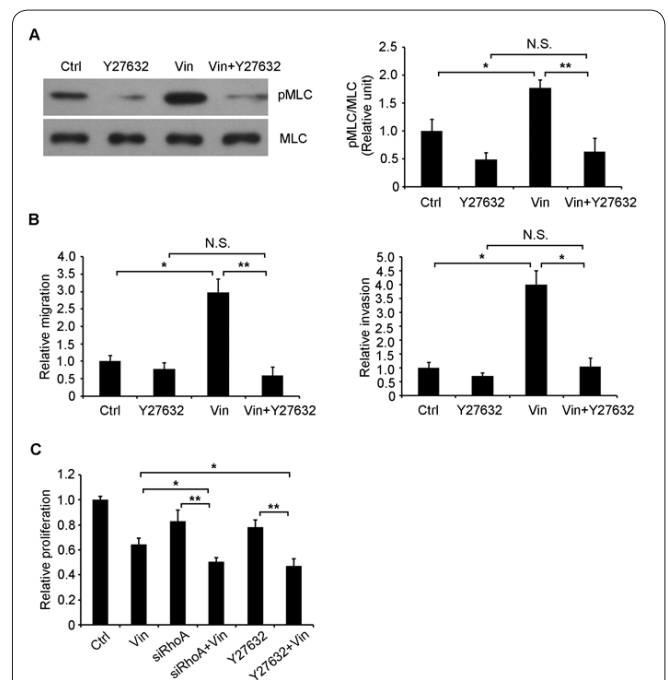 A
Ctrl Y27632 Vin Vin+Y27632
pMLC
MLC
pMLC/MLC
(Relative unit)
2.5
2.0
1.5
1.0
0.5
0
N.S.
* **
Ctrl Y27632 Vin Vin+Y27632
B
Relative migration
4.0
3.5
3.0
2.5
2.0
1.5
1.0
0.5
0
N.S.
* **
Ctrl Y27632 Vin Vin+Y27632
Relative invasion
5.0
4.5
4.0
3.5
3.0
2.5
2.0
1.5
1.0
0.5
0
N.S.
* *
Ctrl Y27632 Vin Vin+Y27632
C
Relative proliferation
1.2
1.0
0.8
0.6
0.4
0.2
0
*
*
** **
Ctrl Vin siRhoA siRhoA+Vin Y27632 Y27632+Vin